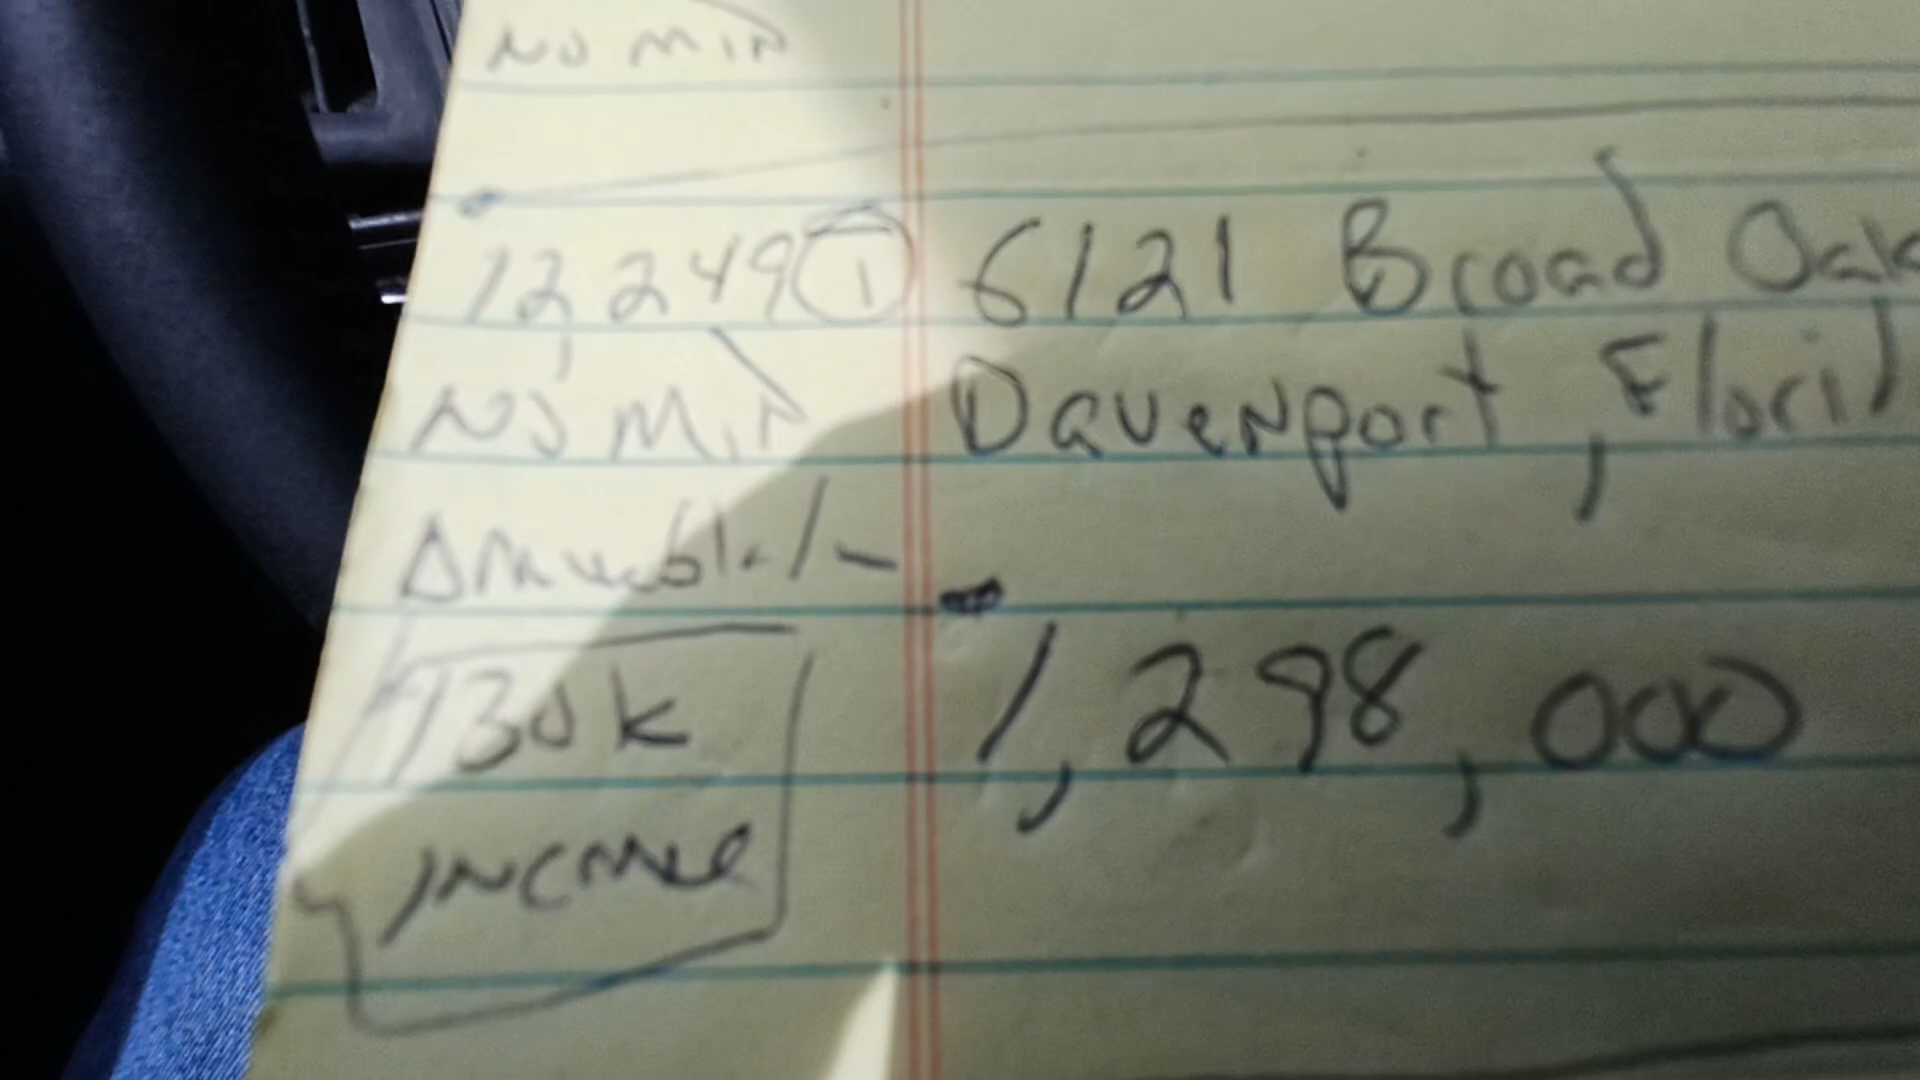 No Min
12,249 ① 6121 Broad Oak
No Min Davenport, Florid
130k 1,298,000
income